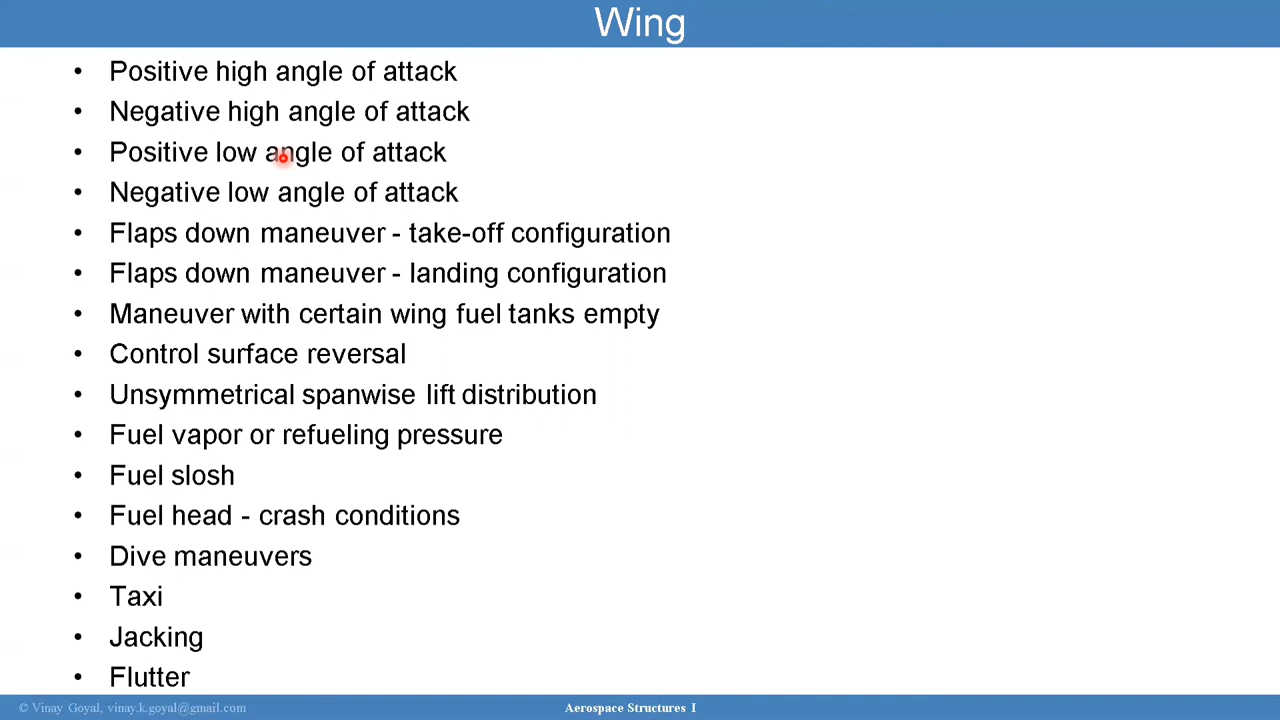 Wing
• Positive high angle of attack
• Negative high angle of attack
• Positive low angle of attack
• Negative low angle of attack
• Flaps down maneuver - take-off configuration
• Flaps down maneuver - landing configuration
• Maneuver with certain wing fuel tanks empty
• Control surface reversal
• Unsymmetrical spanwise lift distribution
• Fuel vapor or refueling pressure
• Fuel slosh
• Fuel head - crash conditions
• Dive maneuvers
• Taxi
• Jacking
• Flutter
© Vinay Goyal, vinay.k.goyal@gmail.com
Aerospace Structures I